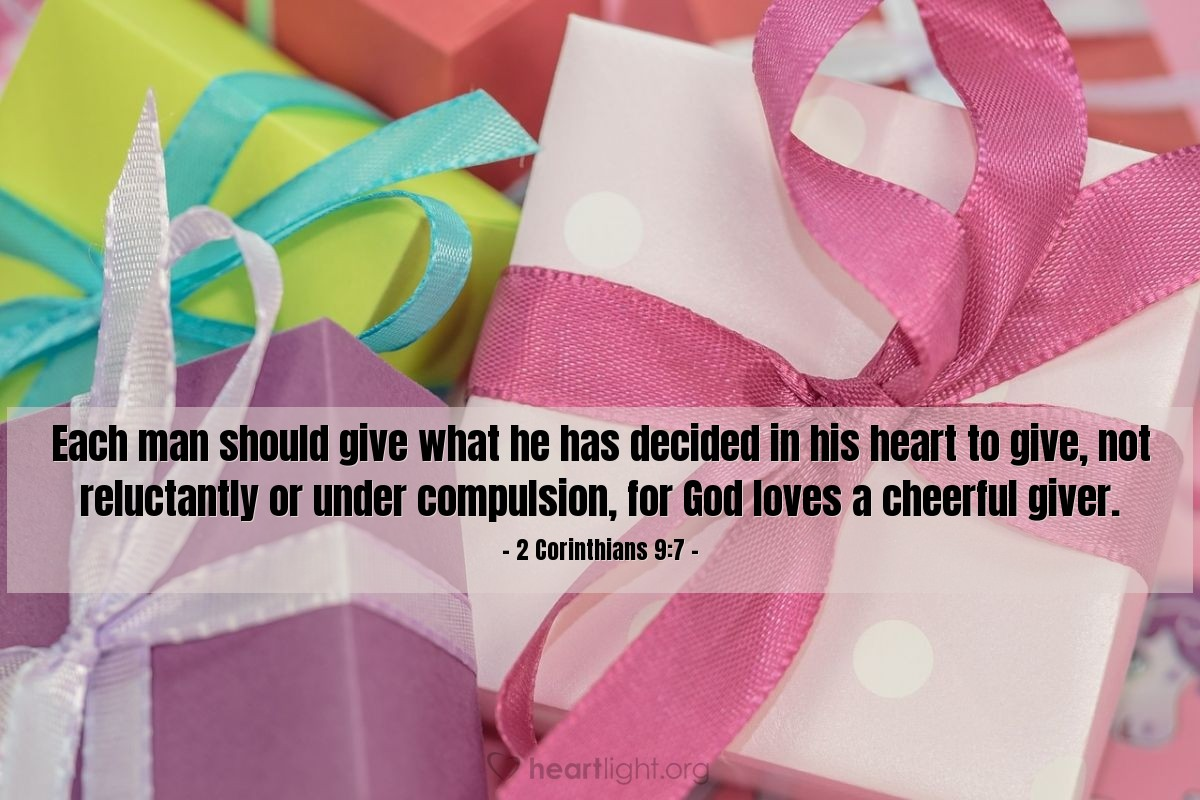 Each man should give what he has decided in his heart to give, not
reluctantly or under compulsion, for God loves a cheerful giver.
- 2 Corinthians 9:7 -
heartlight.org